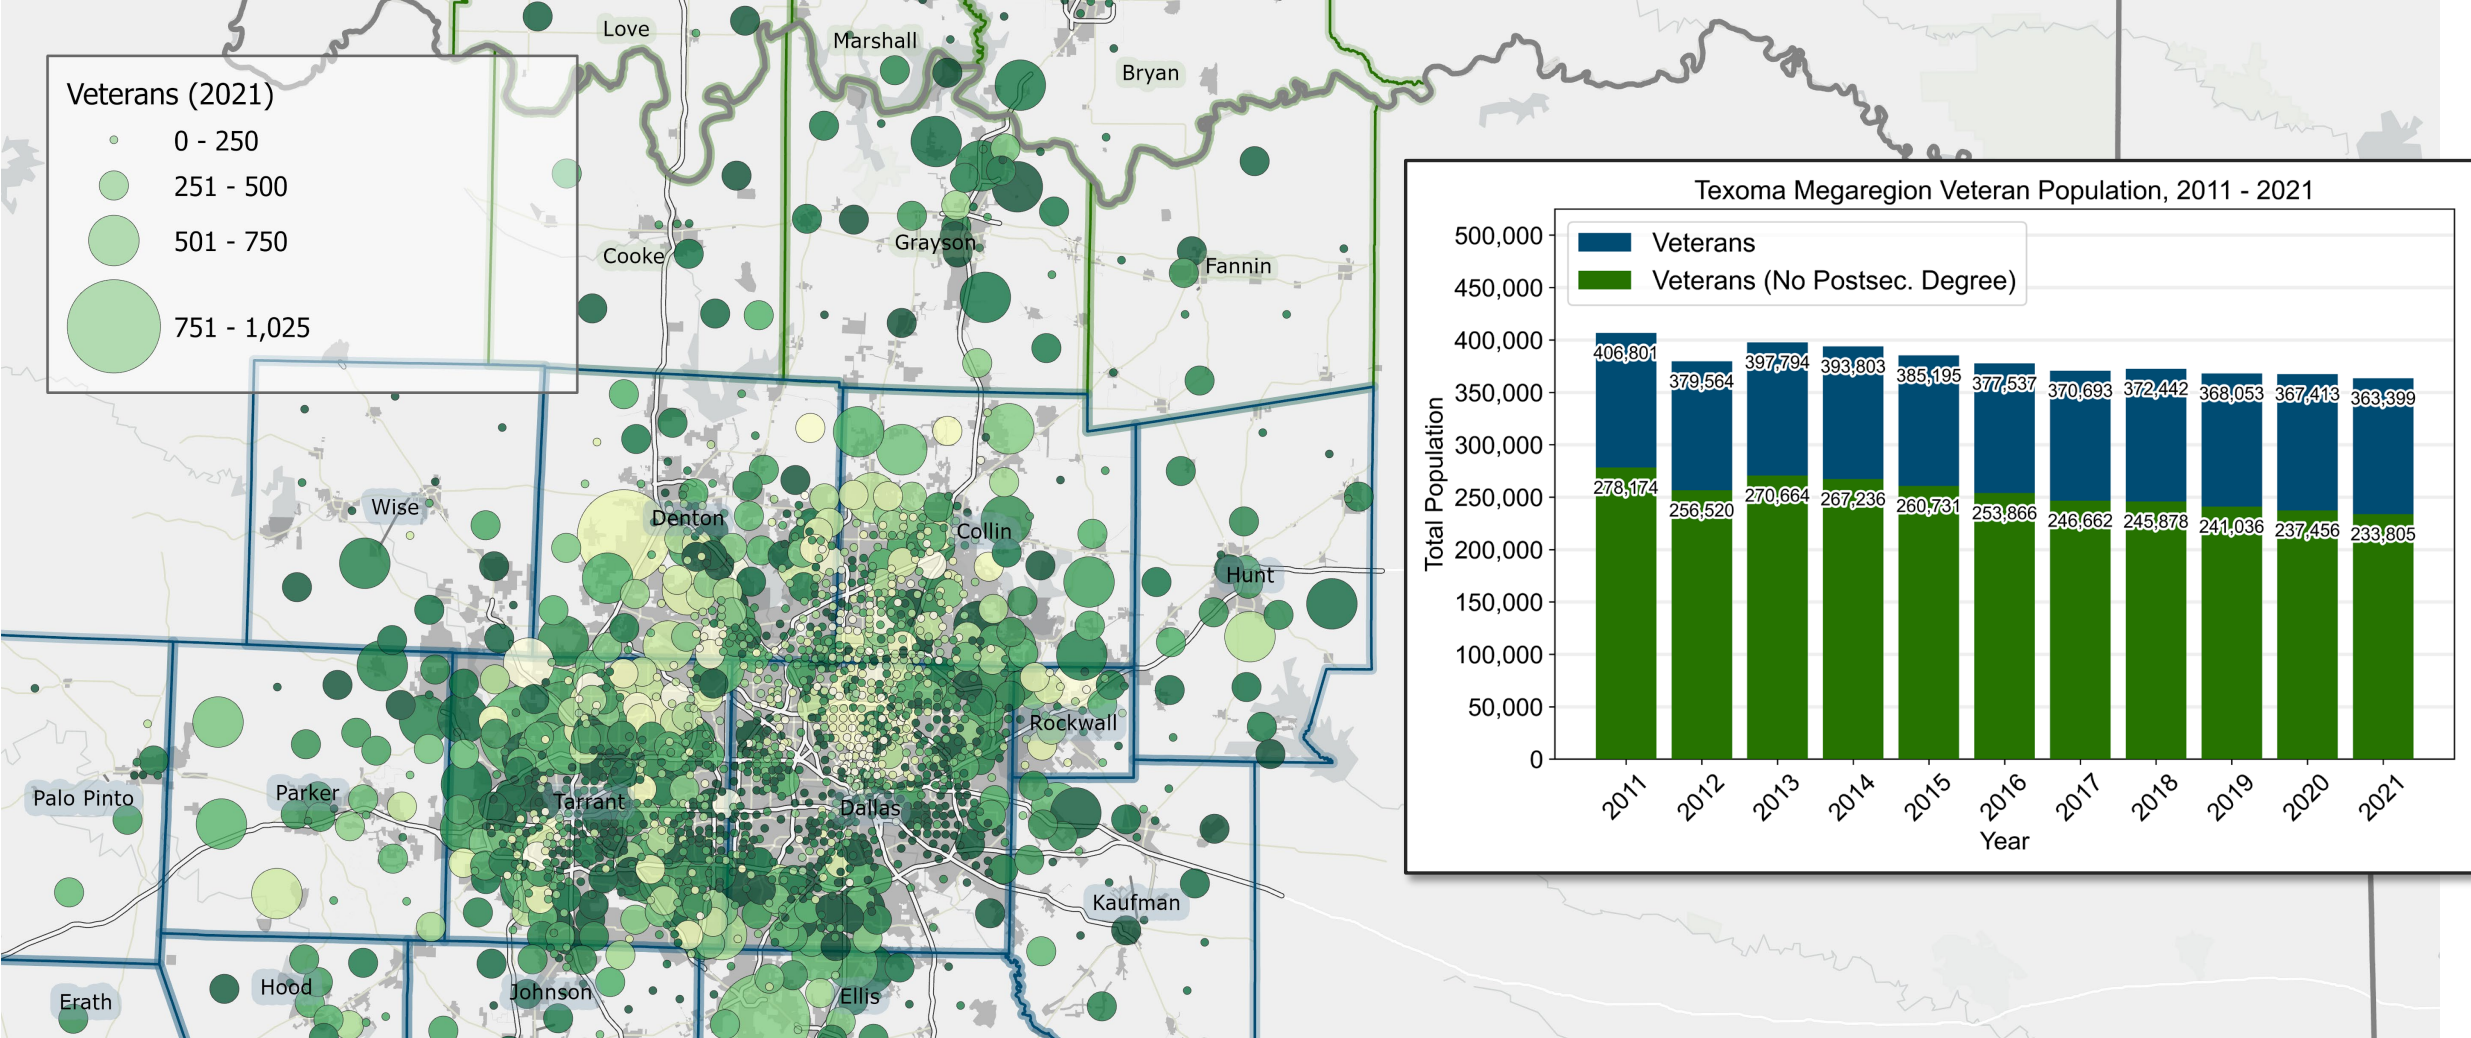 Love
Marshall
Bryan
Veterans (2021)
0 - 250
251 - 500
501 - 750
751 - 1,025
Cooke
Grayson
Fannin
Wise
Denton
Collin
Hunt
Rockwall
Palo Pinto
Parker
Tarrant
Dallas
Kaufman
Erath
Hood
Johnson
Ellis
Texoma Megaregion Veteran Population, 2011 - 2021
Veterans
Veterans (No Postsec. Degree)
Total Population
500,000
450,000
400,000
350,000
300,000
250,000
200,000
150,000
100,000
50,000
0
406,801
379,564
397,794
393,803
385,195
377,537
370,693
372,442
368,053
367,413
363,399
278,174
256,520
270,664
267,236
260,731
253,866
246,662
245,878
241,036
237,456
233,805
2011
2012
2013
2014
2015
2016
2017
2018
2019
2020
2021
Year